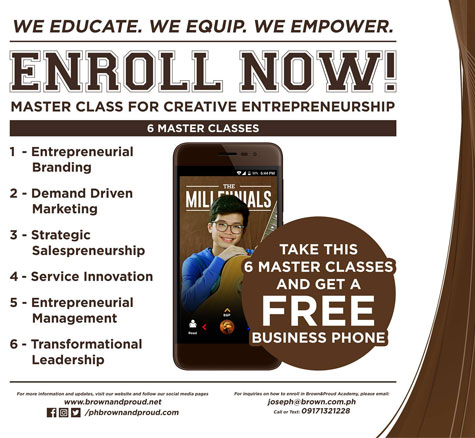 WE EDUCATE. WE EQUIP. WE EMPOWER.
ENROLL NOW!
MASTER CLASS FOR CREATIVE ENTREPRENEURSHIP
6 MASTER CLASSES
1 - Entrepreneurial
Branding
2 - Demand Driven
Marketing
3 - Strategic
Salespreneurship
4 - Service Innovation
5 - Entrepreneurial
Management
6 - Transformational
Leadership
5:44 PM
THE
MILLENNIALS
Read
TAKE THIS
6 MASTER CLASSES
AND GET A
FREE
BUSINESS PHONE
For more information and updates, visit our website and follow our social media pages
www.brownandproud.net
/phbrownandproud.com
For inquiries on how to enroll in Brown&Proud Academy, please email:
joseph@brown.com.ph
Call or Text: 09171321228